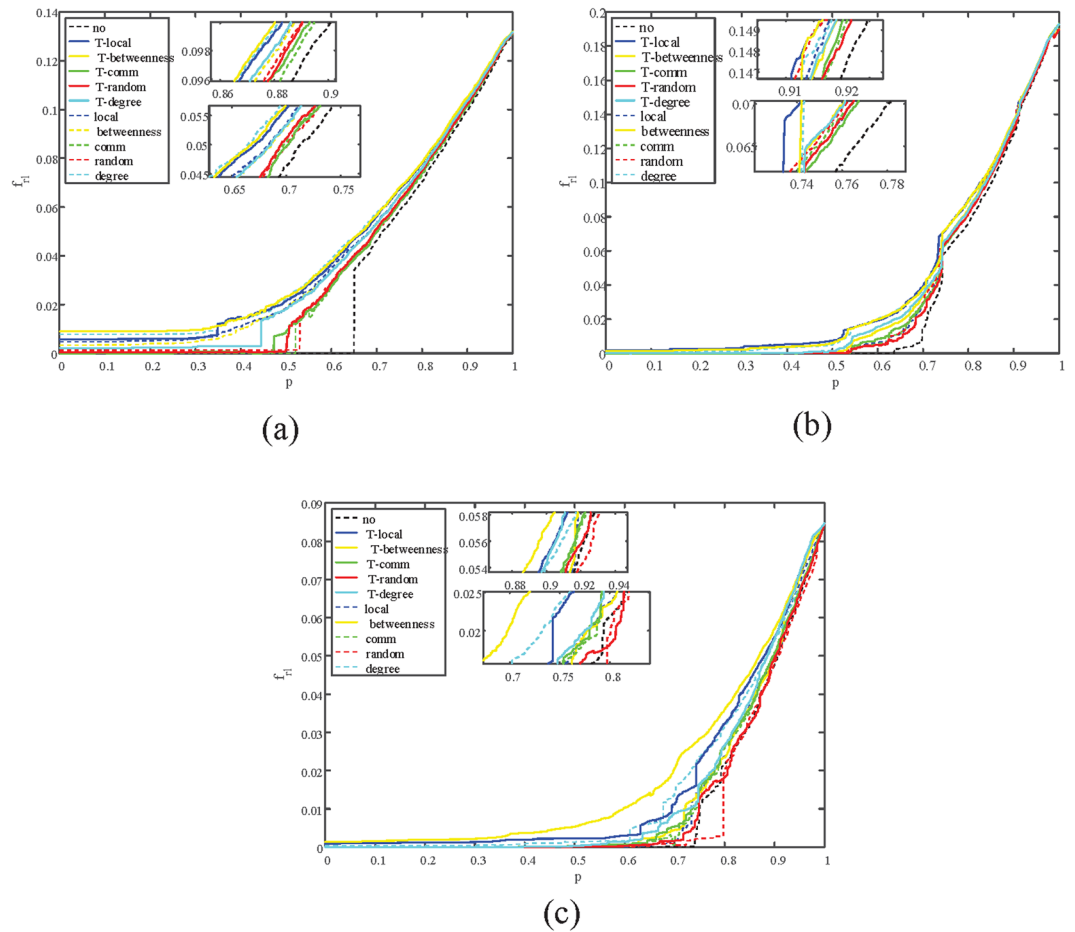 0.14
0.12
0.1
0.08
0.06
0.04
0.02
0
f_rl
no
T-local
T-betweenness
T-comm
T-random
T-degree
local
betweenness
comm
random
degree
0.098
0.096
0.86 0.88 0.9
0.055
0.05
0.045
0.65 0.7 0.75
0 0.1 0.2 0.3 0.4 0.5 0.6 0.7 0.8 0.9 1
p
(a)
0.2
0.18
0.16
0.14
0.12
0.1
0.08
0.06
0.04
0.02
0
f_rl
no
T-local
T-betweenness
T-comm
T-random
T-degree
local
betweenness
comm
random
degree
0.149
0.148
0.147
0.91 0.92
0.07
0.065
0.74 0.76 0.78
0 0.1 0.2 0.3 0.4 0.5 0.6 0.7 0.8 0.9 1
p
(b)
0.09
0.08
0.07
0.06
0.05
0.04
0.03
0.02
0.01
0
f_rl
no
T-local
T-betweenness
T-comm
T-random
T-degree
local
betweenness
comm
random
degree
0.058
0.056
0.054
0.88 0.9 0.92 0.94
0.025
0.02
0.7 0.75 0.8
0 0.1 0.2 0.3 0.4 0.5 0.6 0.7 0.8 0.9 1
p
(c)